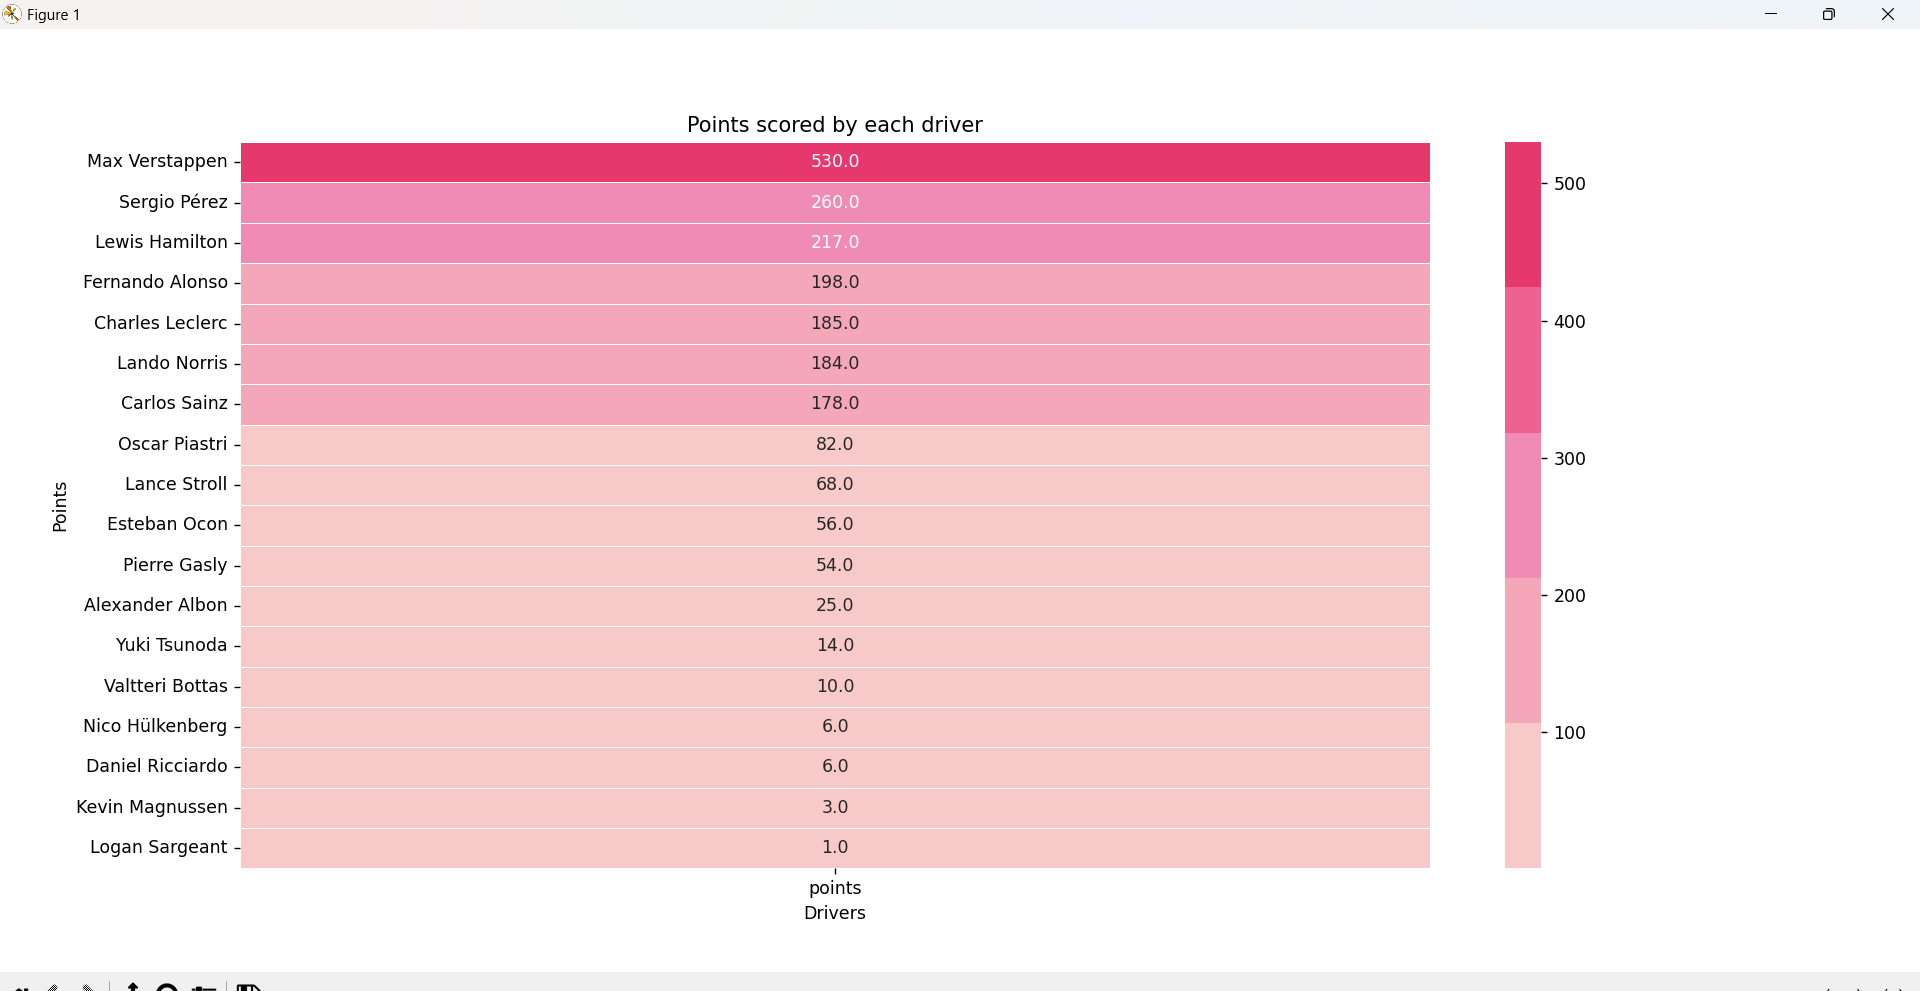 Figure 1
Points scored by each driver
Max Verstappen 530.0
Sergio Pérez 260.0
Lewis Hamilton 217.0
Fernando Alonso 198.0
Charles Leclerc 185.0
Lando Norris 184.0
Carlos Sainz 178.0
Oscar Piastri 82.0
Lance Stroll 68.0
Esteban Ocon 56.0
Pierre Gasly 54.0
Alexander Albon 25.0
Yuki Tsunoda 14.0
Valtteri Bottas 10.0
Nico Hülkenberg 6.0
Daniel Ricciardo 6.0
Kevin Magnussen 3.0
Logan Sargeant 1.0
Points
points
Drivers
500
400
300
200
100